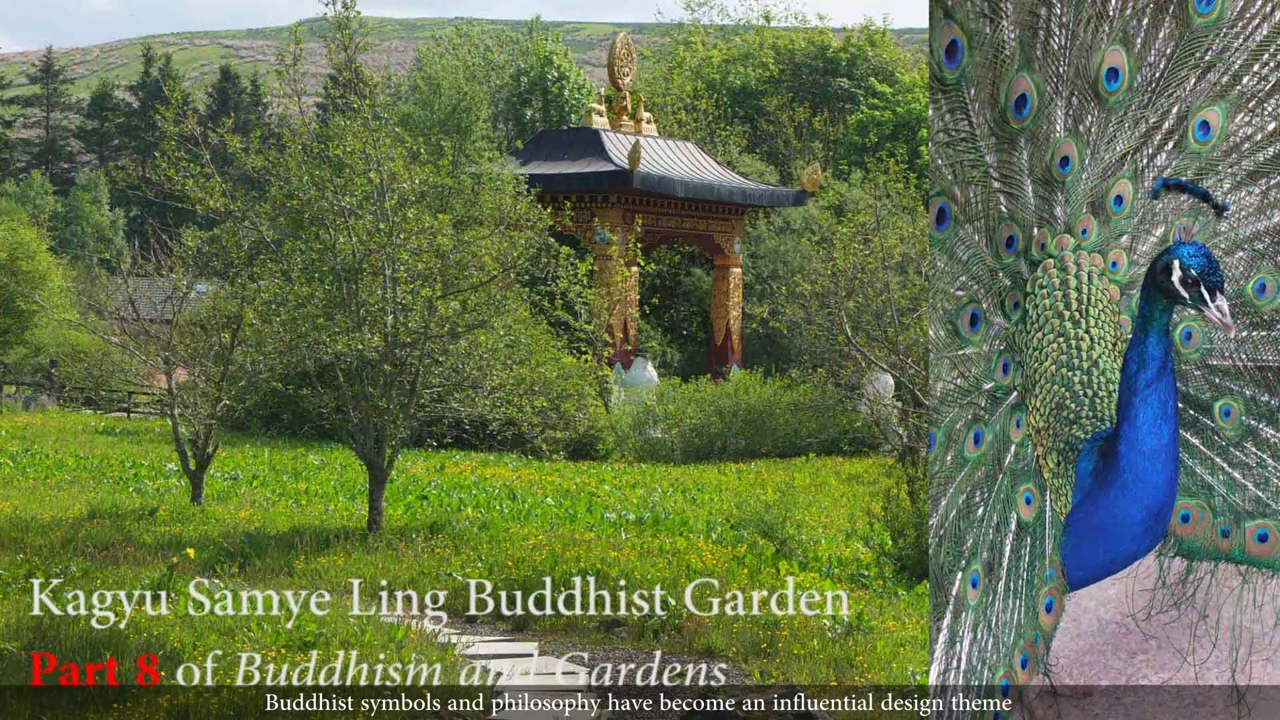 Kagyu Samye Ling Buddhist Garden
Part 8 of Buddhism and Gardens
Buddhist symbols and philosophy have become an influential design theme